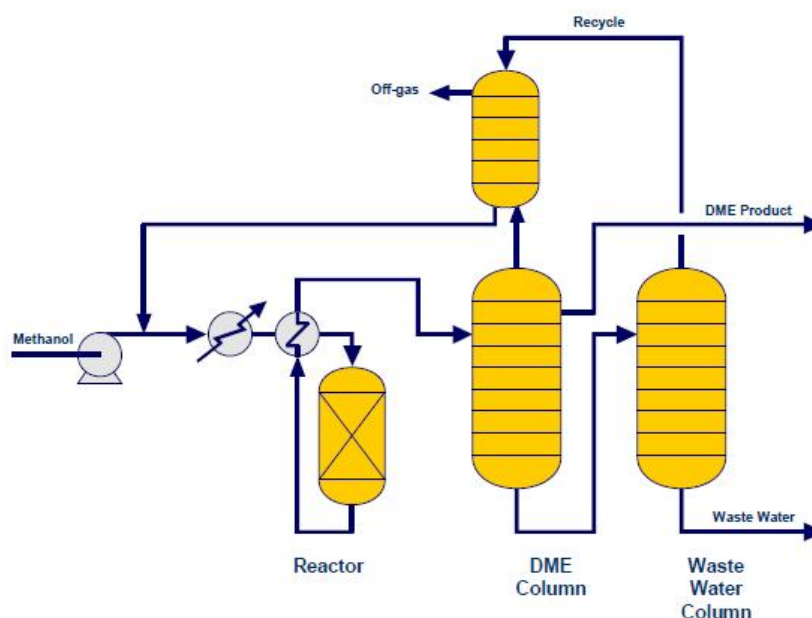 Recycle
Off-gas
DME Product
Methanol
Waste Water
Reactor
DME
Column
Waste
Water
Column